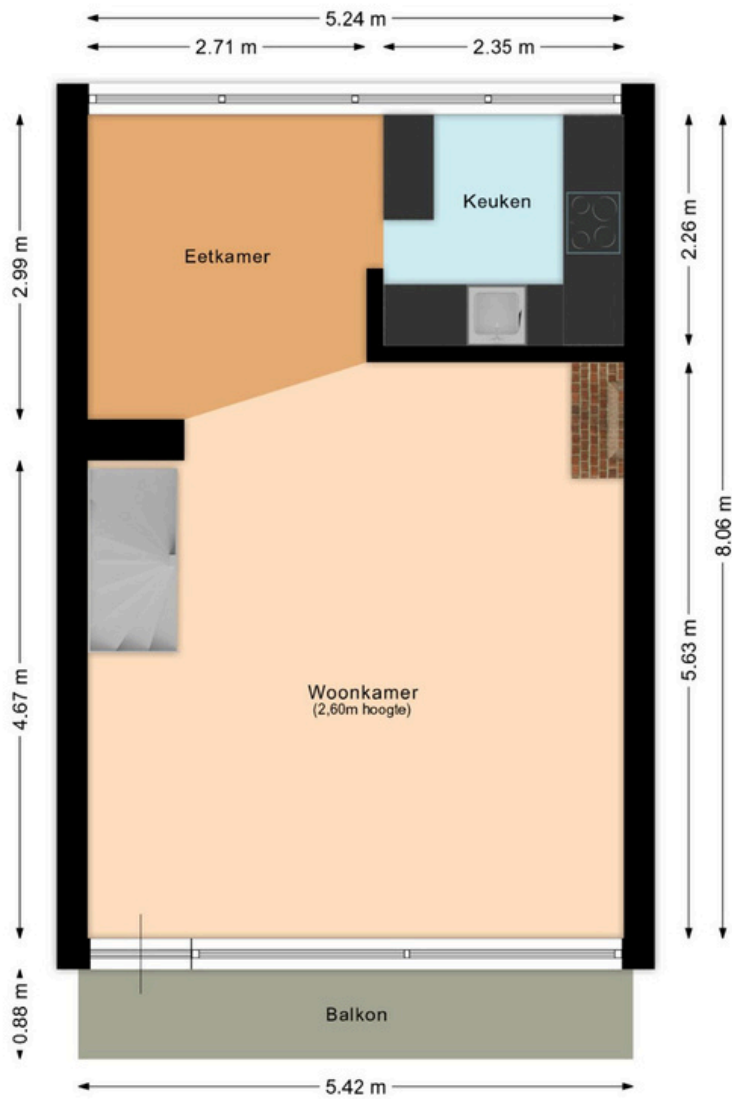 5.24 m
2.71 m
2.35 m
2.99 m
Eetkamer
Keuken
2.26 m
8.06 m
5.63 m
4.67 m
Woonkamer
(2,60m hoogte)
0.88 m
Balkon
5.42 m